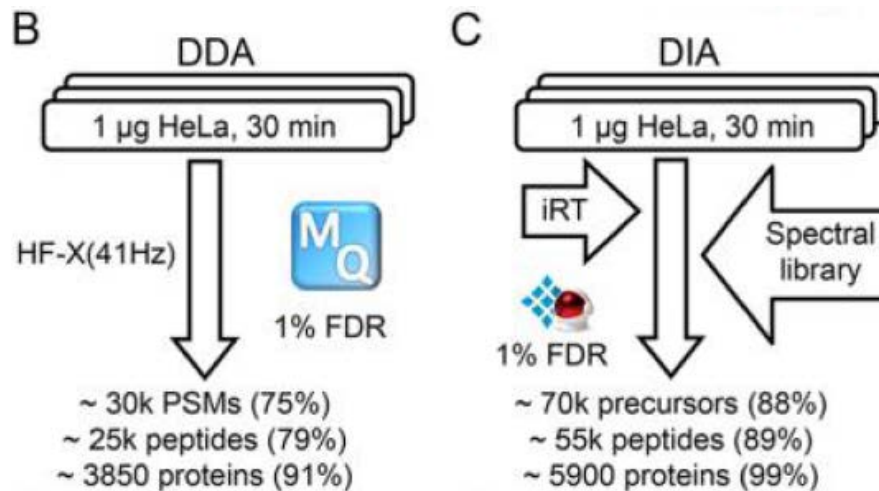 B
DDA
1 µg HeLa, 30 min
HF-X(41Hz)
MQ
1% FDR
~ 30k PSMs (75%)
~ 25k peptides (79%)
~ 3850 proteins (91%)
C
DIA
1 µg HeLa, 30 min
iRT
Spectral
library
1% FDR
~ 70k precursors (88%)
~ 55k peptides (89%)
~ 5900 proteins (99%)